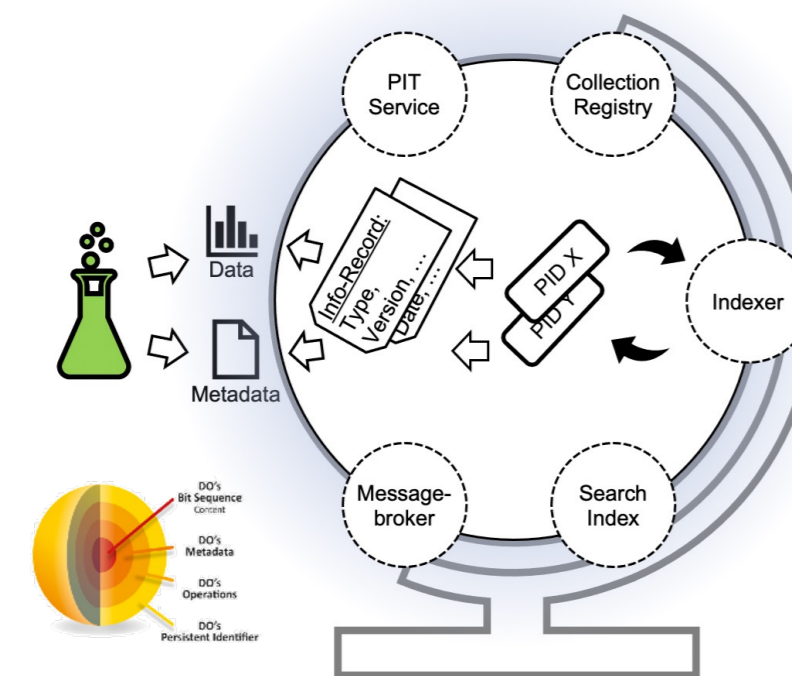 PIT
Service
Collection
Registry
Data
Metadata
Info-Record:
Type,
Version, ...
Date, ...
PID X
PID Y
Indexer
Message-
broker
Search
Index
DO's
Bit Sequence
Content
DO's
Metadata
DO's
Operations
DO's
Persistent Identifier